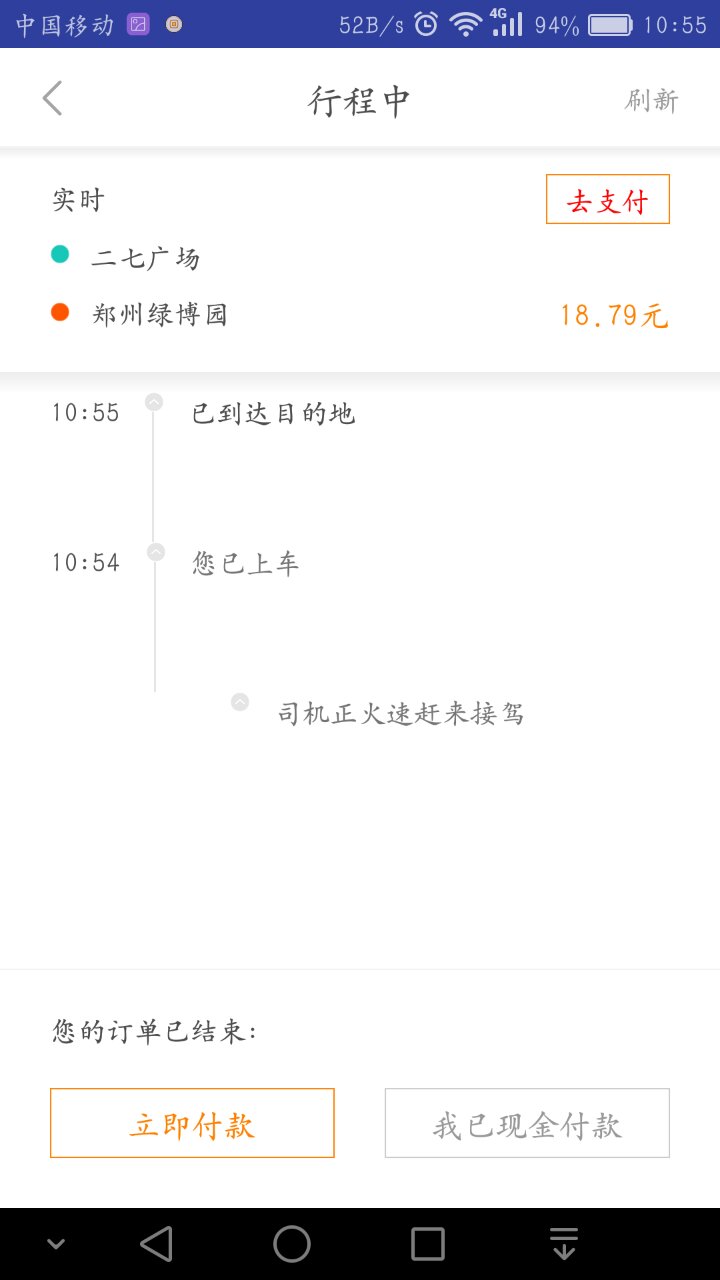 中国移动 52B/s 4G 94% 10:55
行程中 刷新
实时 去支付
二七广场
郑州绿博园 18.79元
10:55 已到达目的地
10:54 您已上车
司机正火速赶来接驾
您的订单已结束:
立即付款 我已现金付款